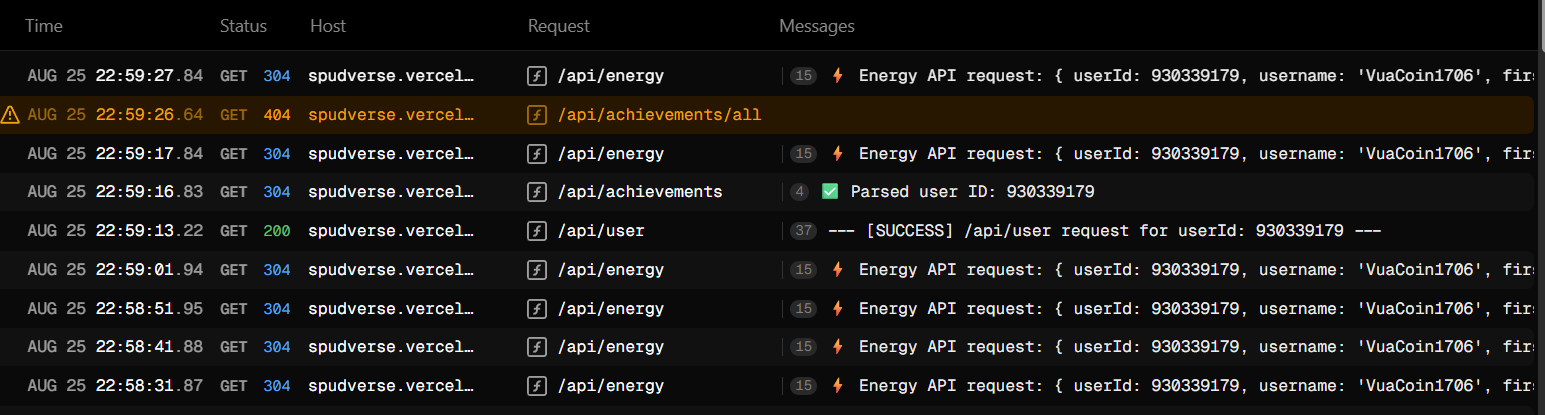 Time Status Host Request Messages
AUG 25 22:59:27.84 GET 304 spudverse.vercel… /api/energy 15 ⚡ Energy API request: { userId: 930339179, username: 'VuaCoin1706', firs
AUG 25 22:59:26.64 GET 404 spudverse.vercel… /api/achievements/all
AUG 25 22:59:17.84 GET 304 spudverse.vercel… /api/energy 15 ⚡ Energy API request: { userId: 930339179, username: 'VuaCoin1706', firs
AUG 25 22:59:16.83 GET 304 spudverse.vercel… /api/achievements 4 ✅ Parsed user ID: 930339179
AUG 25 22:59:13.22 GET 200 spudverse.vercel… /api/user 37 --- [SUCCESS] /api/user request for userId: 930339179 ---
AUG 25 22:59:01.94 GET 304 spudverse.vercel… /api/energy 15 ⚡ Energy API request: { userId: 930339179, username: 'VuaCoin1706', firs
AUG 25 22:58:51.95 GET 304 spudverse.vercel… /api/energy 15 ⚡ Energy API request: { userId: 930339179, username: 'VuaCoin1706', firs
AUG 25 22:58:41.88 GET 304 spudverse.vercel… /api/energy 15 ⚡ Energy API request: { userId: 930339179, username: 'VuaCoin1706', firs
AUG 25 22:58:31.87 GET 304 spudverse.vercel… /api/energy 15 ⚡ Energy API request: { userId: 930339179, username: 'VuaCoin1706', firs